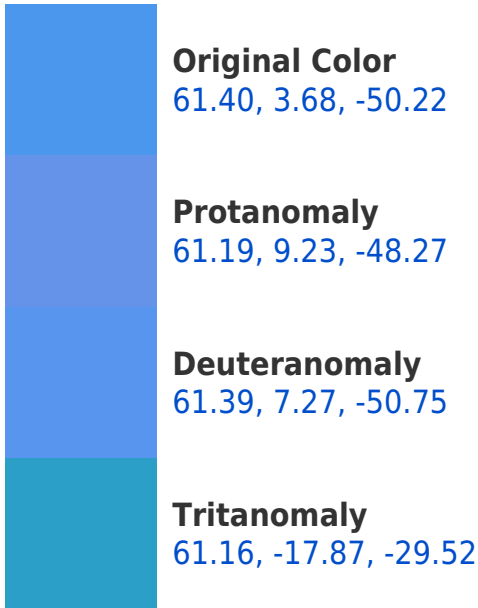 Original Color
61.40, 3.68, -50.22
Protanomaly
61.19, 9.23, -48.27
Deuteranomaly
61.39, 7.27, -50.75
Tritanomaly
61.16, -17.87, -29.52